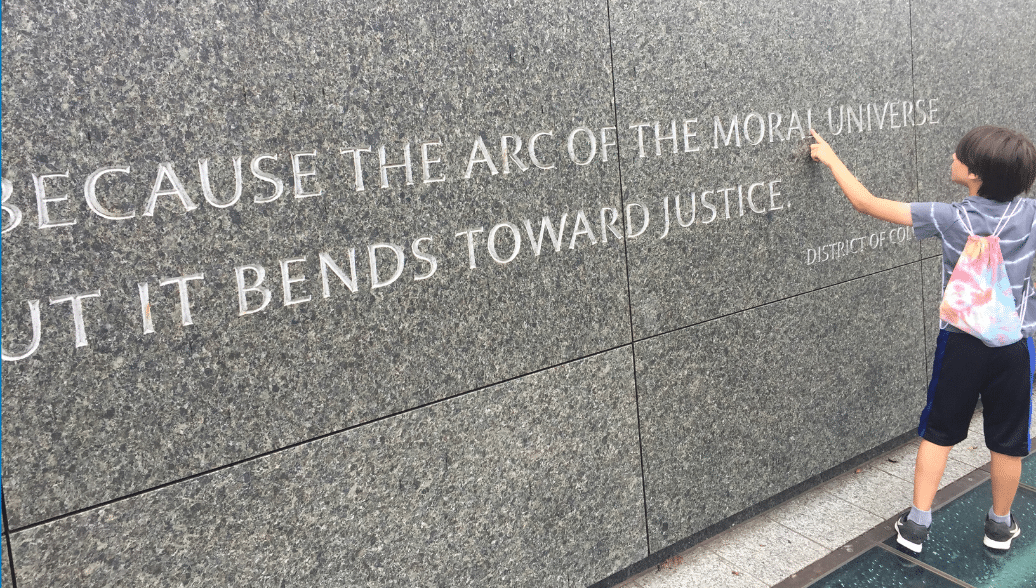 BECAUSE THE ARC OF THE MORAL UNIVERSE
UT IT BENDS TOWARD JUSTICE.
DISTRICT OF